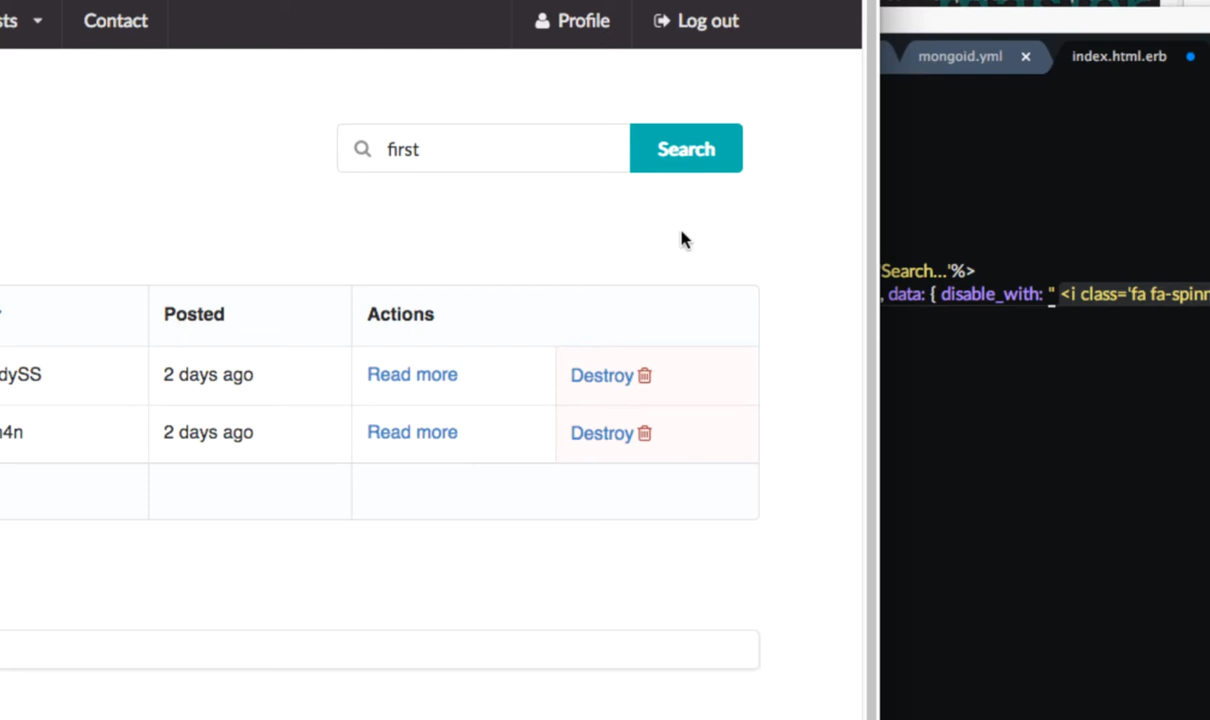 Contact
Profile
Log out
first
Search
Posted
Actions
2 days ago
Read more
Destroy
2 days ago
Read more
Destroy
mongoid.yml
index.html.erb
Search...'%>
, data: { disable_with: " <i class='fa fa-spinn